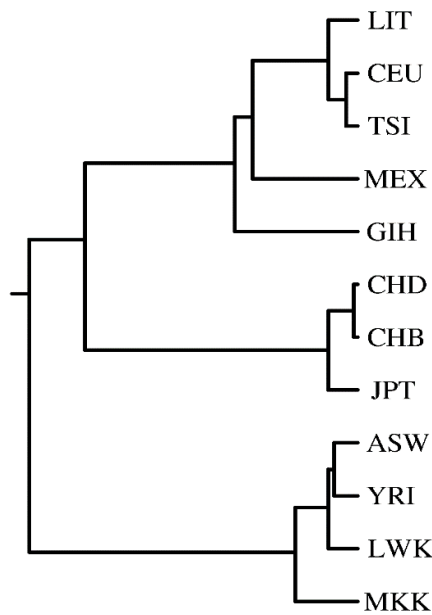 LIT
CEU
TSI
MEX
GIH
CHD
CHB
JPT
ASW
YRI
LWK
MKK